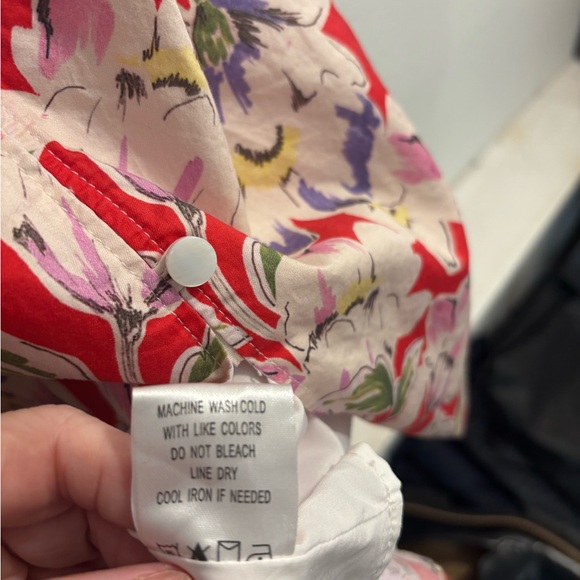 MACHINE WASH COLD
WITH LIKE COLORS
DO NOT BLEACH
LINE DRY
COOL IRON IF NEEDED